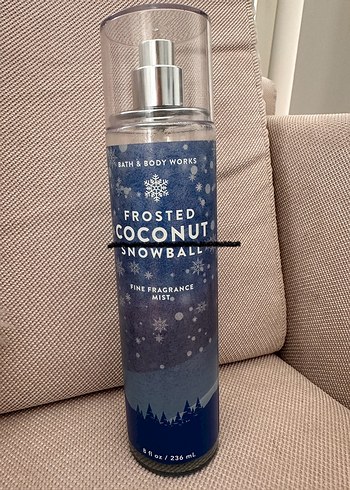 BATH & BODY WORKS
FROSTED
COCONUT
SNOWBALL
FINE FRAGRANCE
MIST
8 fl oz / 236 mL